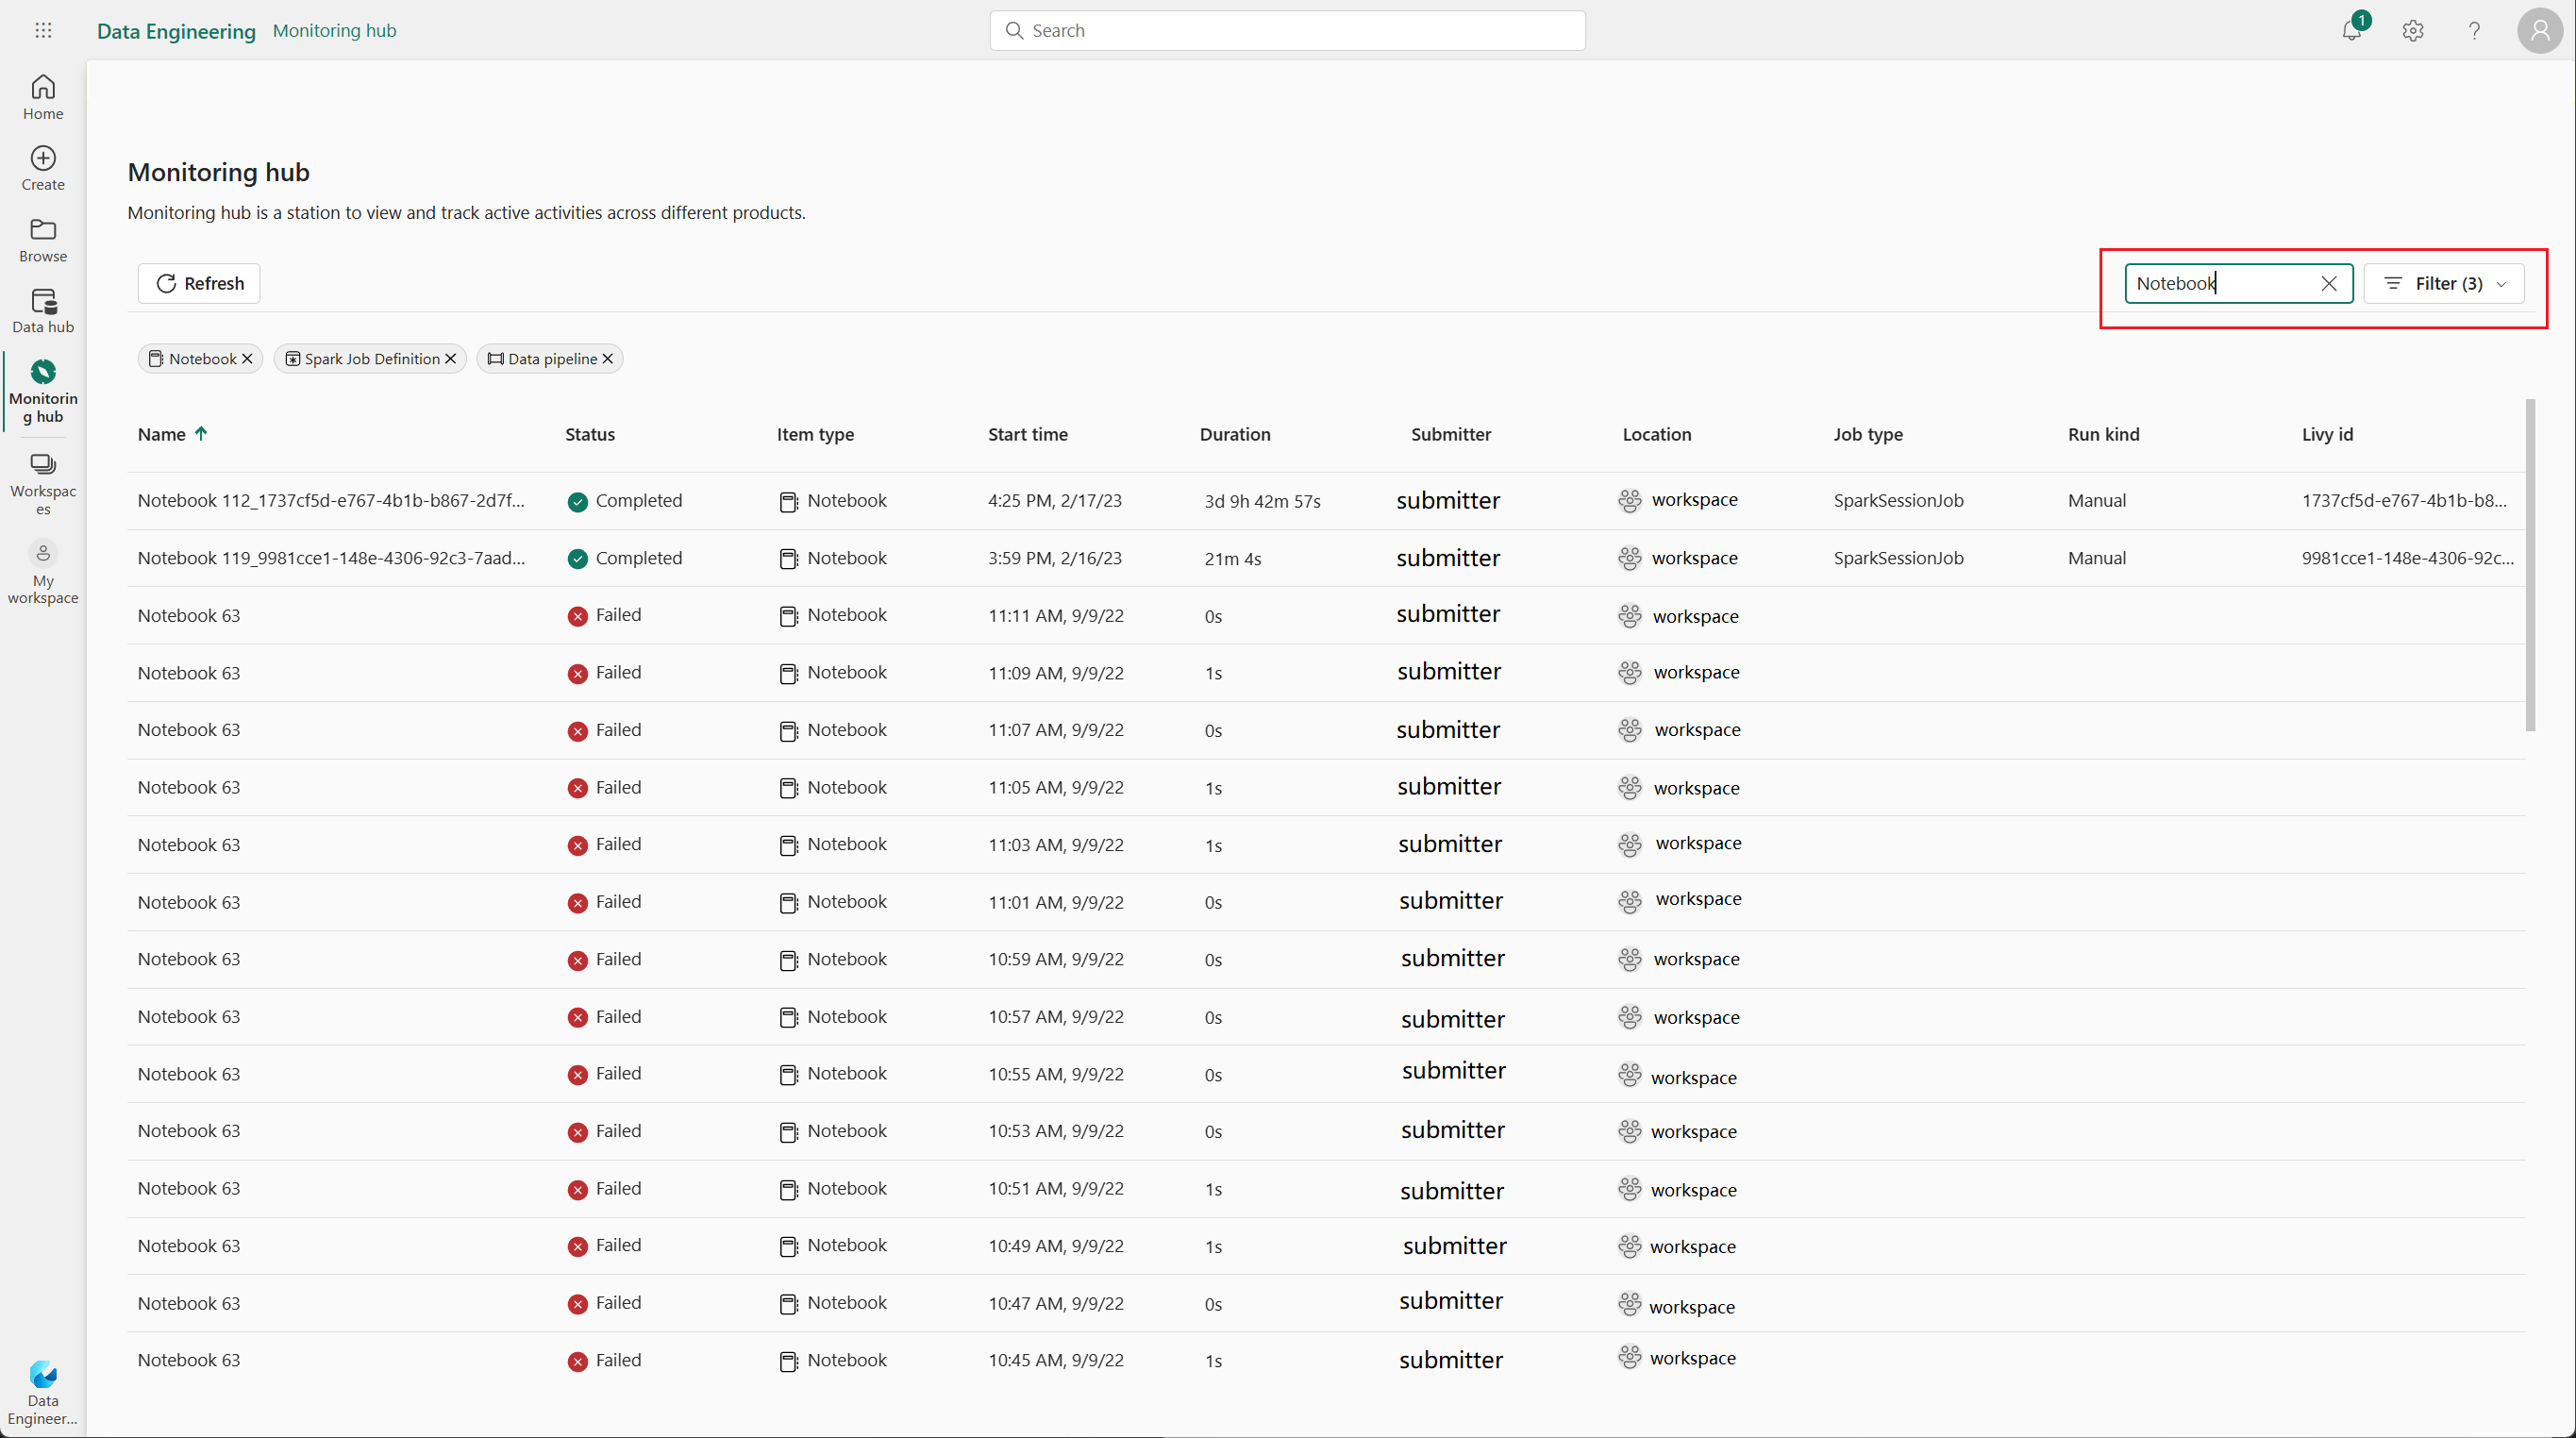 Data Engineering Monitoring hub
Search
1
Home
Create
Browse
Data hub
Monitorin
g hub
Workspac
es
My
workspace
Data
Engineer...
Monitoring hub
Monitoring hub is a station to view and track active activities across different products.
Refresh
Notebook
Filter (3)
Notebook Spark Job Definition Data pipeline
Name Status Item type Start time Duration Submitter Location Job type Run kind Livy id
Notebook 112_1737cf5d-e767-4b1b-b867-2d7f... Completed Notebook 4:25 PM, 2/17/23 3d 9h 42m 57s submitter workspace SparkSessionJob Manual 1737cf5d-e767-4b1b-b8...
Notebook 119_9981cce1-148e-4306-92c3-7aad... Completed Notebook 3:59 PM, 2/16/23 21m 4s submitter workspace SparkSessionJob Manual 9981cce1-148e-4306-92c...
Notebook 63 Failed Notebook 11:11 AM, 9/9/22 0s submitter workspace
Notebook 63 Failed Notebook 11:09 AM, 9/9/22 1s submitter workspace
Notebook 63 Failed Notebook 11:07 AM, 9/9/22 0s submitter workspace
Notebook 63 Failed Notebook 11:05 AM, 9/9/22 1s submitter workspace
Notebook 63 Failed Notebook 11:03 AM, 9/9/22 1s submitter workspace
Notebook 63 Failed Notebook 11:01 AM, 9/9/22 0s submitter workspace
Notebook 63 Failed Notebook 10:59 AM, 9/9/22 0s submitter workspace
Notebook 63 Failed Notebook 10:57 AM, 9/9/22 0s submitter workspace
Notebook 63 Failed Notebook 10:55 AM, 9/9/22 0s submitter workspace
Notebook 63 Failed Notebook 10:53 AM, 9/9/22 0s submitter workspace
Notebook 63 Failed Notebook 10:51 AM, 9/9/22 1s submitter workspace
Notebook 63 Failed Notebook 10:49 AM, 9/9/22 1s submitter workspace
Notebook 63 Failed Notebook 10:47 AM, 9/9/22 0s submitter workspace
Notebook 63 Failed Notebook 10:45 AM, 9/9/22 1s submitter workspace